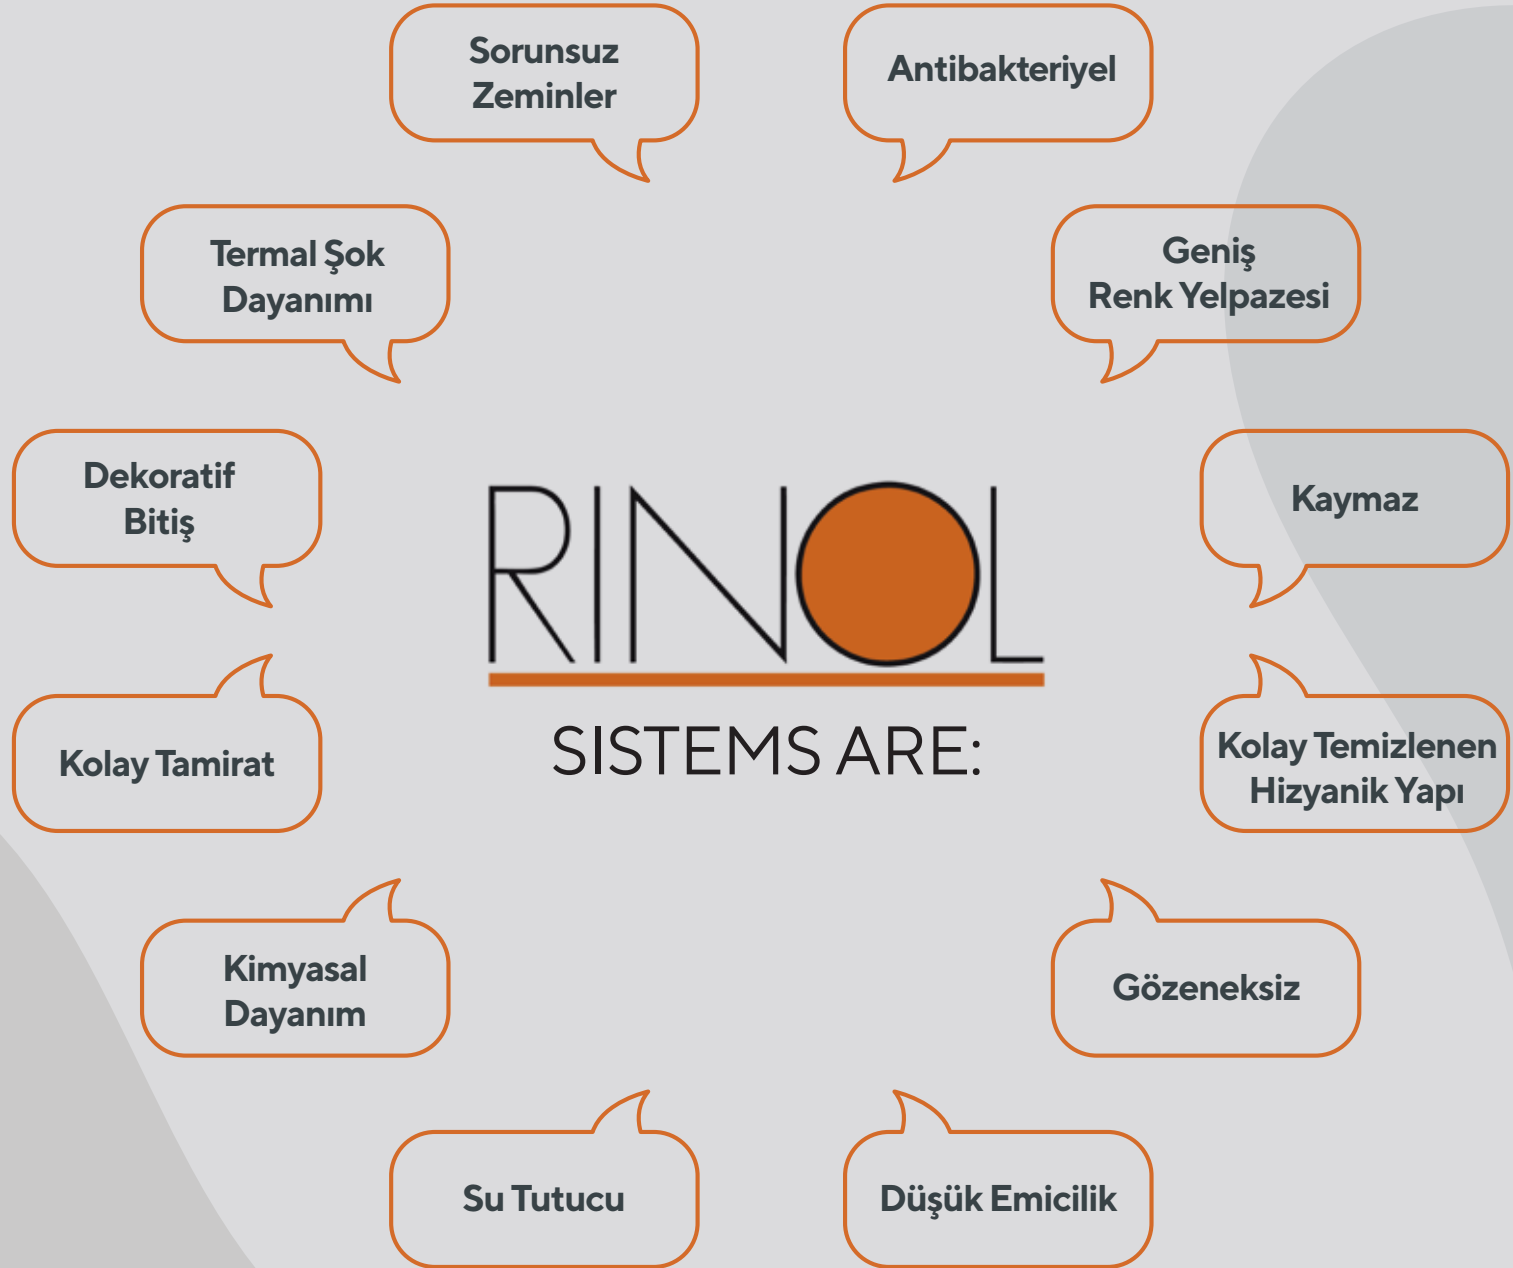 Sorunsuz
Zeminler
Antibakteriyel
Termal Şok
Dayanımı
Geniş
Renk Yelpazesi
Dekoratif
Bitiş
Kaymaz
RINOL
SISTEMS ARE:
Kolay Tamirat
Kolay Temizlenen
Hizyanik Yapı
Kimyasal
Dayanım
Gözeneksiz
Su Tutucu
Düşük Emicilik